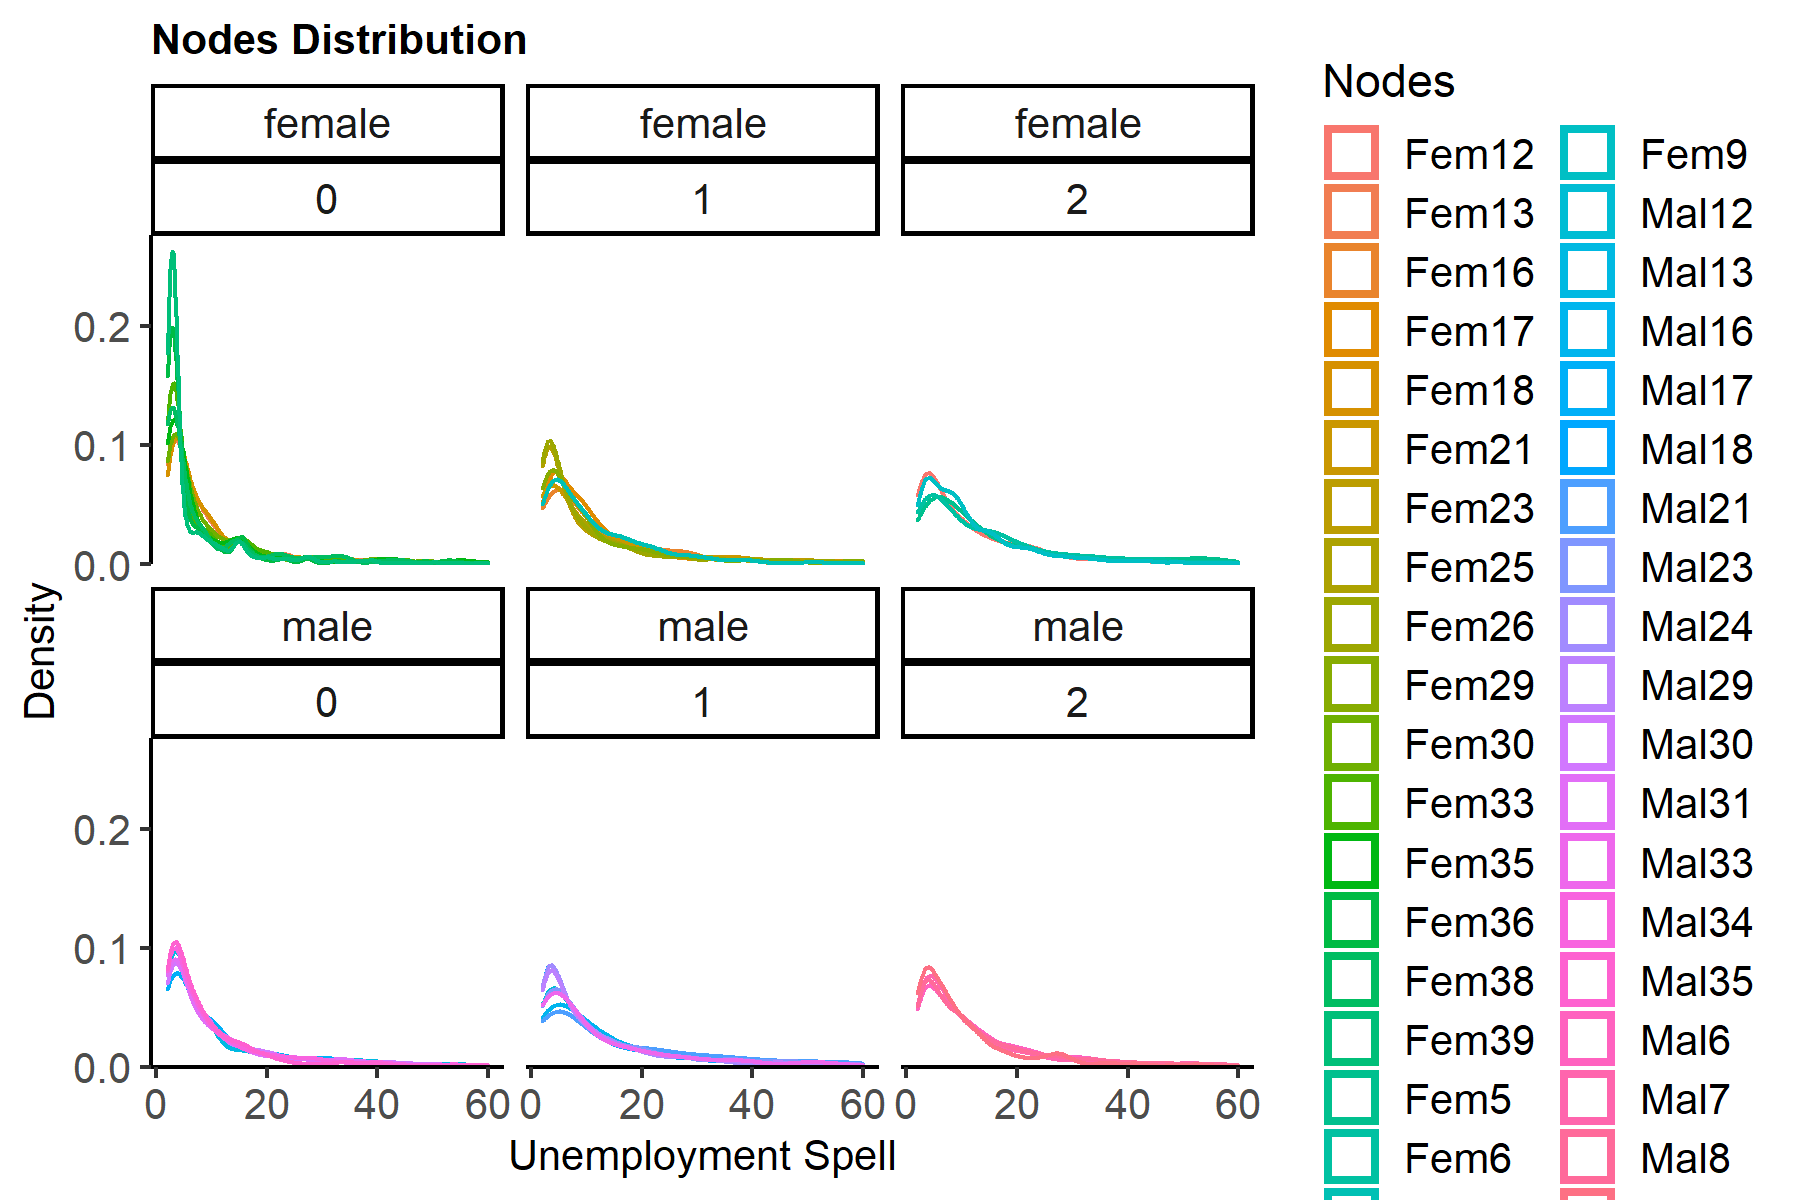 Nodes Distribution
female female female
0 1 2
0.2
0.1
0.0
male male male
0 1 2
0.2
0.1
0.0
0 20 40 60 0 20 40 60 0 20 40 60
Density
Unemployment Spell
Nodes
Fem12
Fem13
Fem16
Fem17
Fem18
Fem21
Fem23
Fem25
Fem26
Fem29
Fem30
Fem33
Fem35
Fem36
Fem38
Fem39
Fem5
Fem6
Fem9
Mal12
Mal13
Mal16
Mal17
Mal18
Mal21
Mal23
Mal24
Mal29
Mal30
Mal31
Mal33
Mal34
Mal35
Mal6
Mal7
Mal8